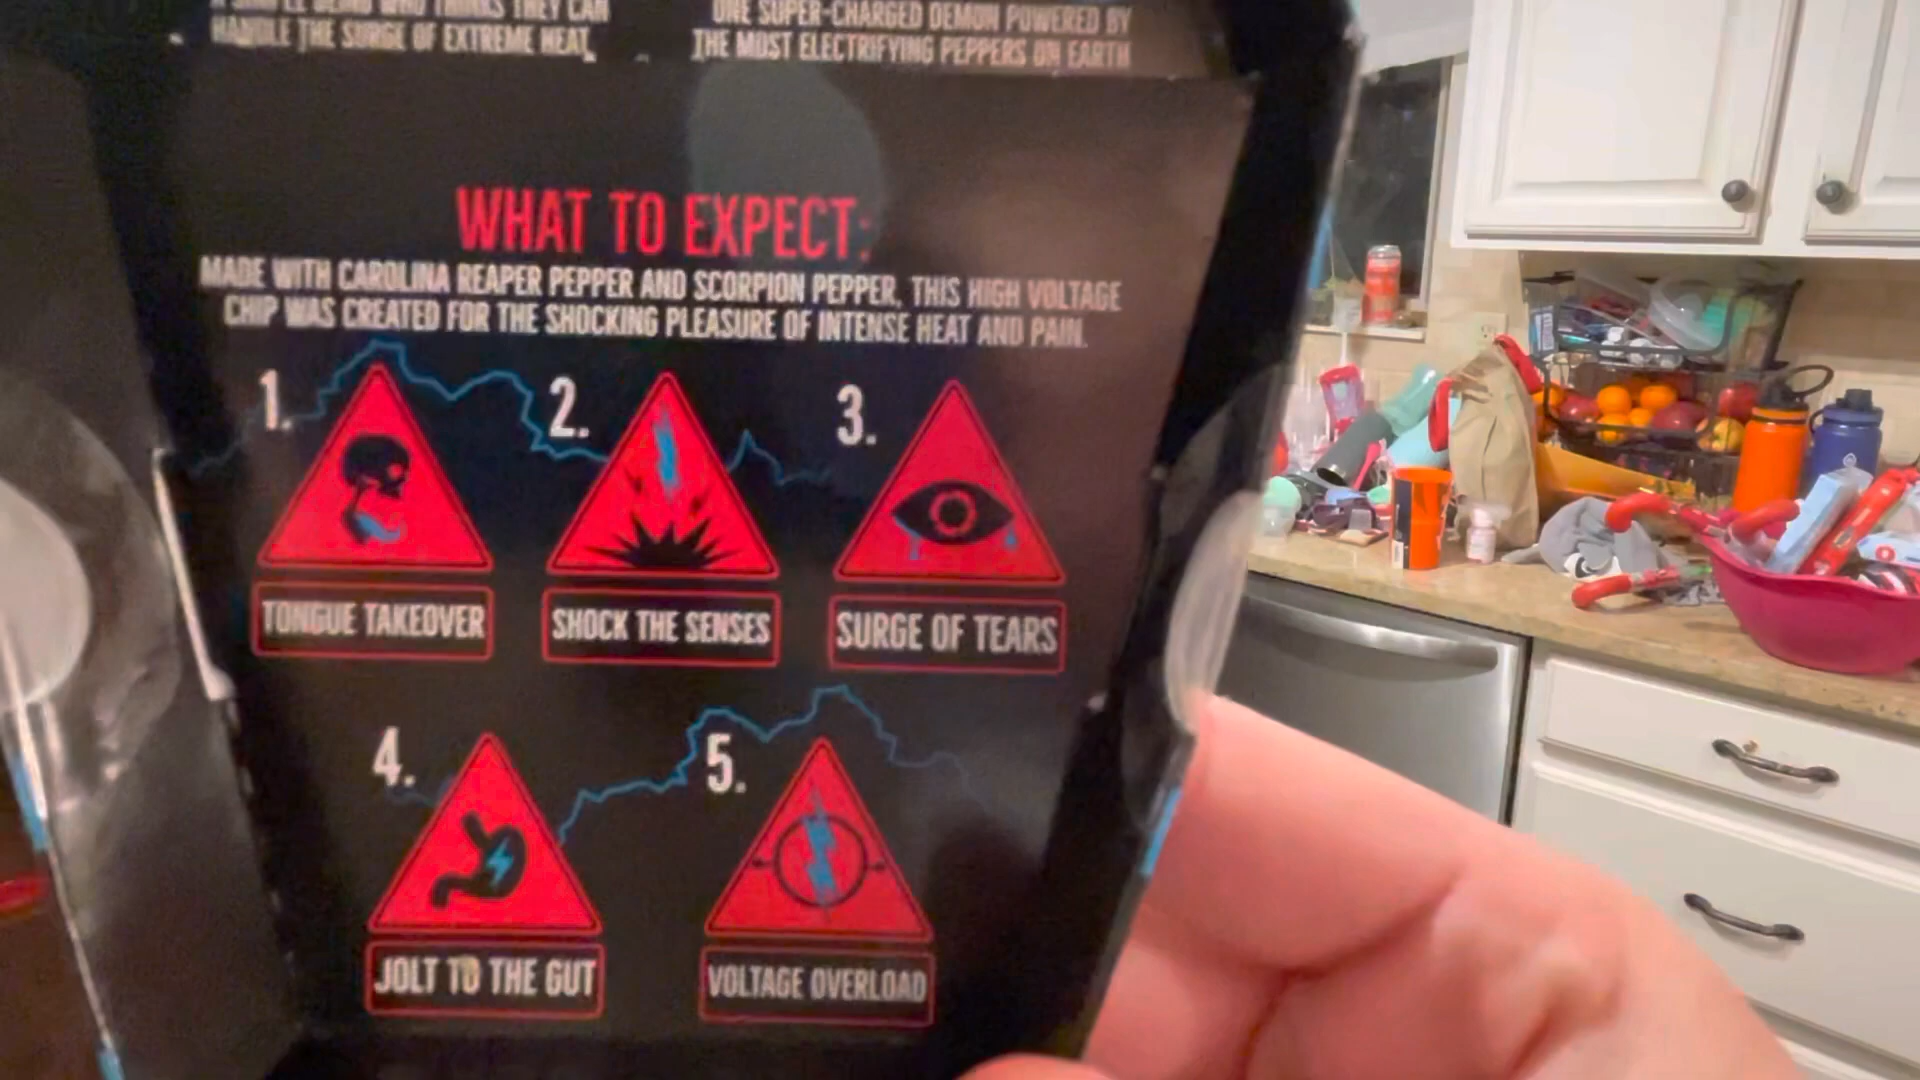 HANDLE THE SURGE OF EXTREME HEAT.
ONE SUPER-CHARGED DEMON POWERED BY
THE MOST ELECTRIFYING PEPPERS ON EARTH
WHAT TO EXPECT:
MADE WITH CAROLINA REAPER PEPPER AND SCORPION PEPPER, THIS HIGH VOLTAGE
CHIP WAS CREATED FOR THE SHOCKING PLEASURE OF INTENSE HEAT AND PAIN.
1.
2.
3.
TONGUE TAKEOVER
SHOCK THE SENSES
SURGE OF TEARS
4.
5.
JOLT TO THE GUT
VOLTAGE OVERLOAD